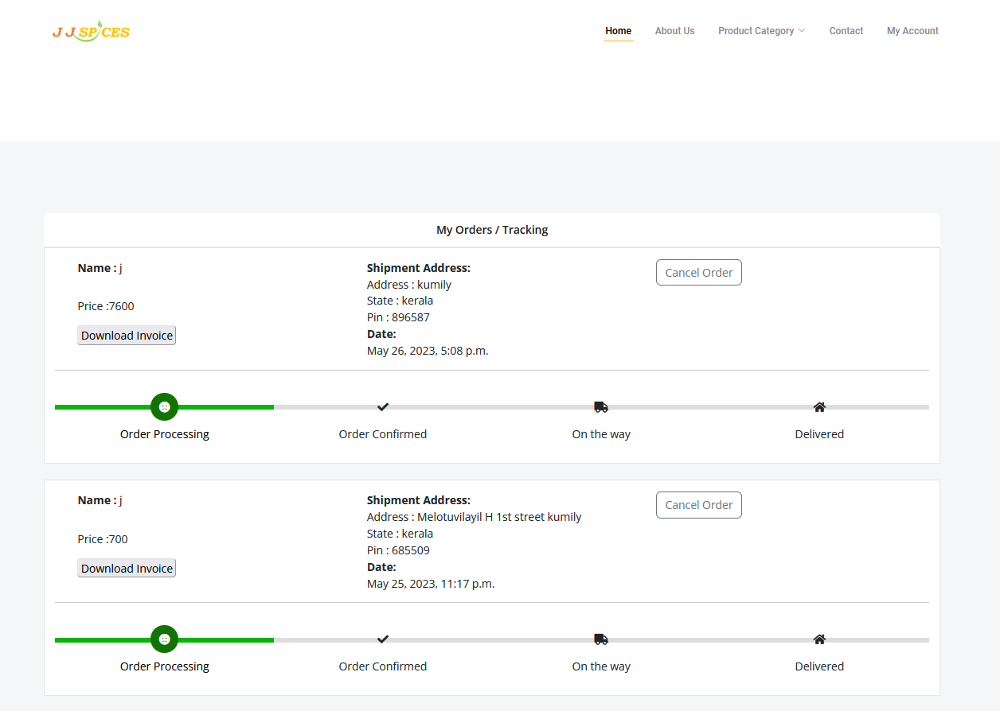 J J SPICES
Home About Us Product Category Contact My Account
My Orders / Tracking
Name : j
Price :7600
Download Invoice
Shipment Address:
Address : kumily
State : kerala
Pin : 896587
Date:
May 26, 2023, 5:08 p.m.
Cancel Order
Order Processing Order Confirmed On the way Delivered
Name : j
Price :700
Download Invoice
Shipment Address:
Address : Melotuvilayil H 1st street kumily
State : kerala
Pin : 685509
Date:
May 25, 2023, 11:17 p.m.
Cancel Order
Order Processing Order Confirmed On the way Delivered